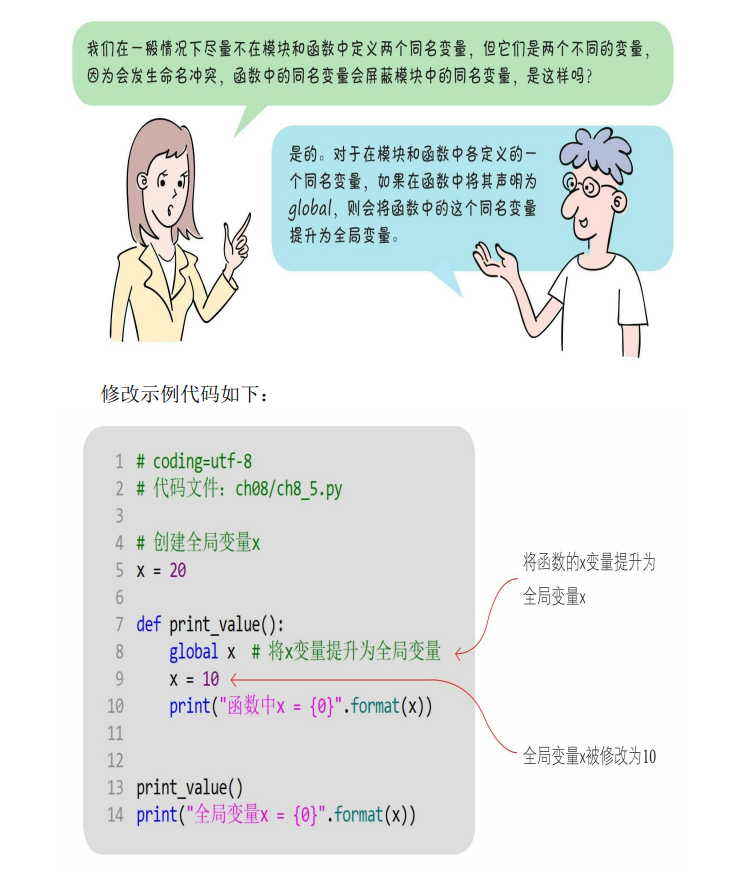 我们在一般情况下尽量不在模块和函数中定义两个同名变量，但它们是两个不同的变量，
因为会发生命名冲突，函数中的同名变量会屏蔽模块中的同名变量，是这样吗？
是的。对于在模块和函数中各定义的一
个同名变量，如果在函数中将其声明为
global，则会将函数中的这个同名变量
提升为全局变量。
修改示例代码如下：
1 # coding=utf-8
2 # 代码文件：ch08/ch8_5.py
3
4 # 创建全局变量x
5 x = 20
6
7 def print_value():
8     global x  # 将x变量提升为全局变量
9     x = 10
10     print("函数中x = {0}".format(x))
11
12
13 print_value()
14 print("全局变量x = {0}".format(x))
将函数的x变量提升为
全局变量x
全局变量x被修改为10